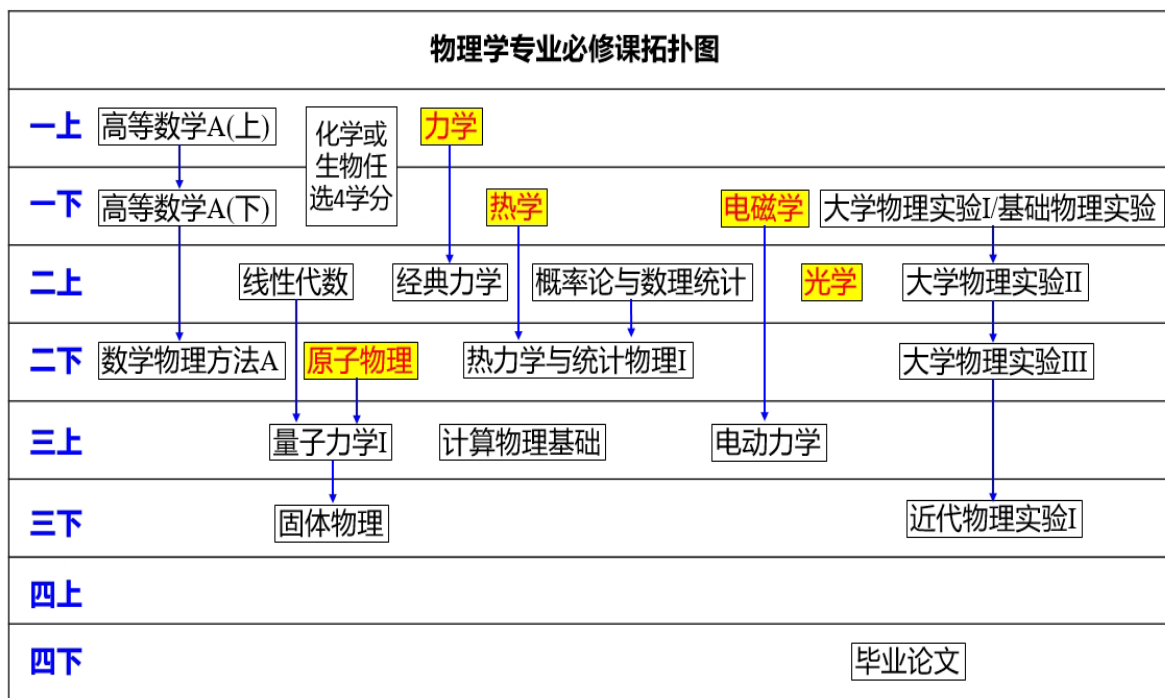 物理学专业必修课拓扑图
一上
高等数学A(上)
化学或
生物任
选4学分
力学
一下
高等数学A(下)
热学
电磁学
大学物理实验I/基础物理实验
二上
线性代数
经典力学
概率论与数理统计
光学
大学物理实验II
二下
数学物理方法A
原子物理
热力学与统计物理I
大学物理实验III
三上
量子力学I
计算物理基础
电动力学
三下
固体物理
近代物理实验I
四上
四下
毕业论文